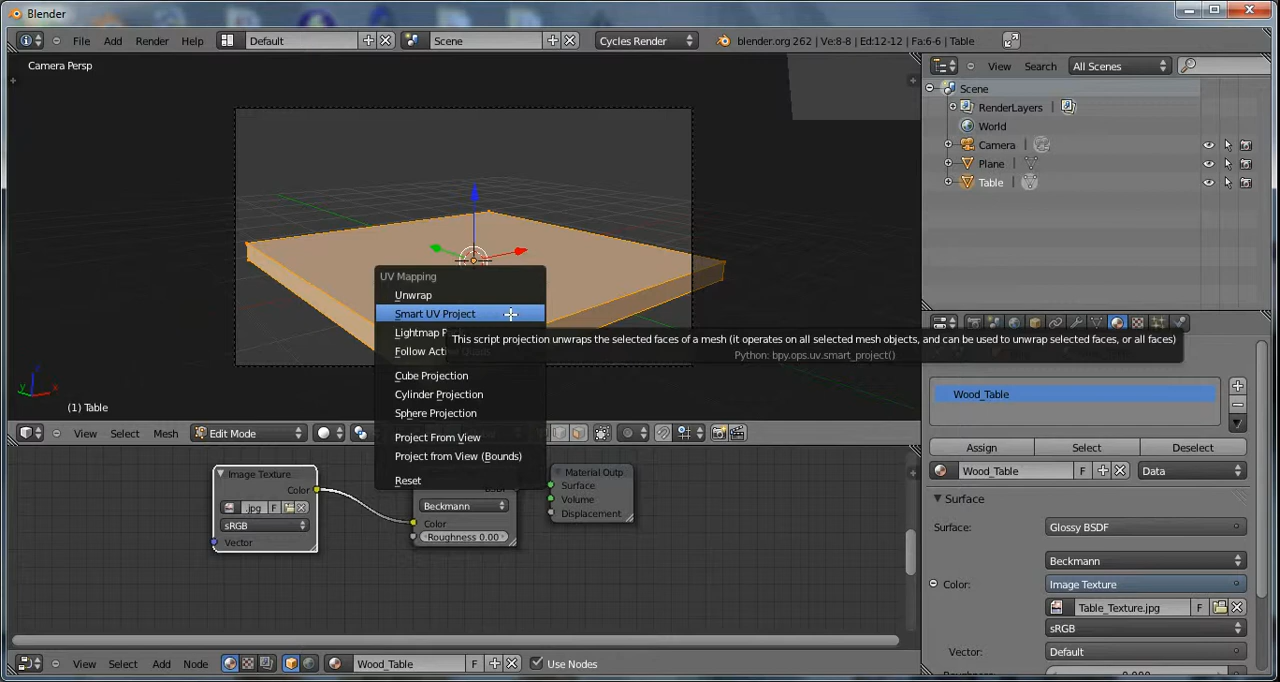 Blender
File Add Render Help Default Scene Cycles Render blender.org 262 | Ve:8-8 | Ed:12-12 | Fa:6-6 | Table
Camera Persp
View Search All Scenes
Scene
RenderLayers
World
Camera
Plane
Table
UV Mapping
Unwrap
Smart UV Project
Lightmap
Follow Act
This script projection unwraps the selected faces of a mesh (it operates on all selected mesh objects, and can be used to unwrap selected faces, or all faces)
Python: bpy.ops.uv.smart_project()
Cube Projection
Cylinder Projection
Sphere Projection
Project From View
Project from View (Bounds)
Reset
(1) Table
View Select Mesh Edit Mode
Image Texture
Color
.jpg F
sRGB
Vector
Beckmann
Color
Roughness 0.00
Material Outp
Surface
Volume
Displacement
View Select Add Node Wood_Table F Use Nodes
Wood_Table
Assign Select Deselect
Wood_Table F Data
Surface
Surface: Glossy BSDF
Beckmann
Color: Image Texture
Table_Texture.jpg F
sRGB
Vector: Default